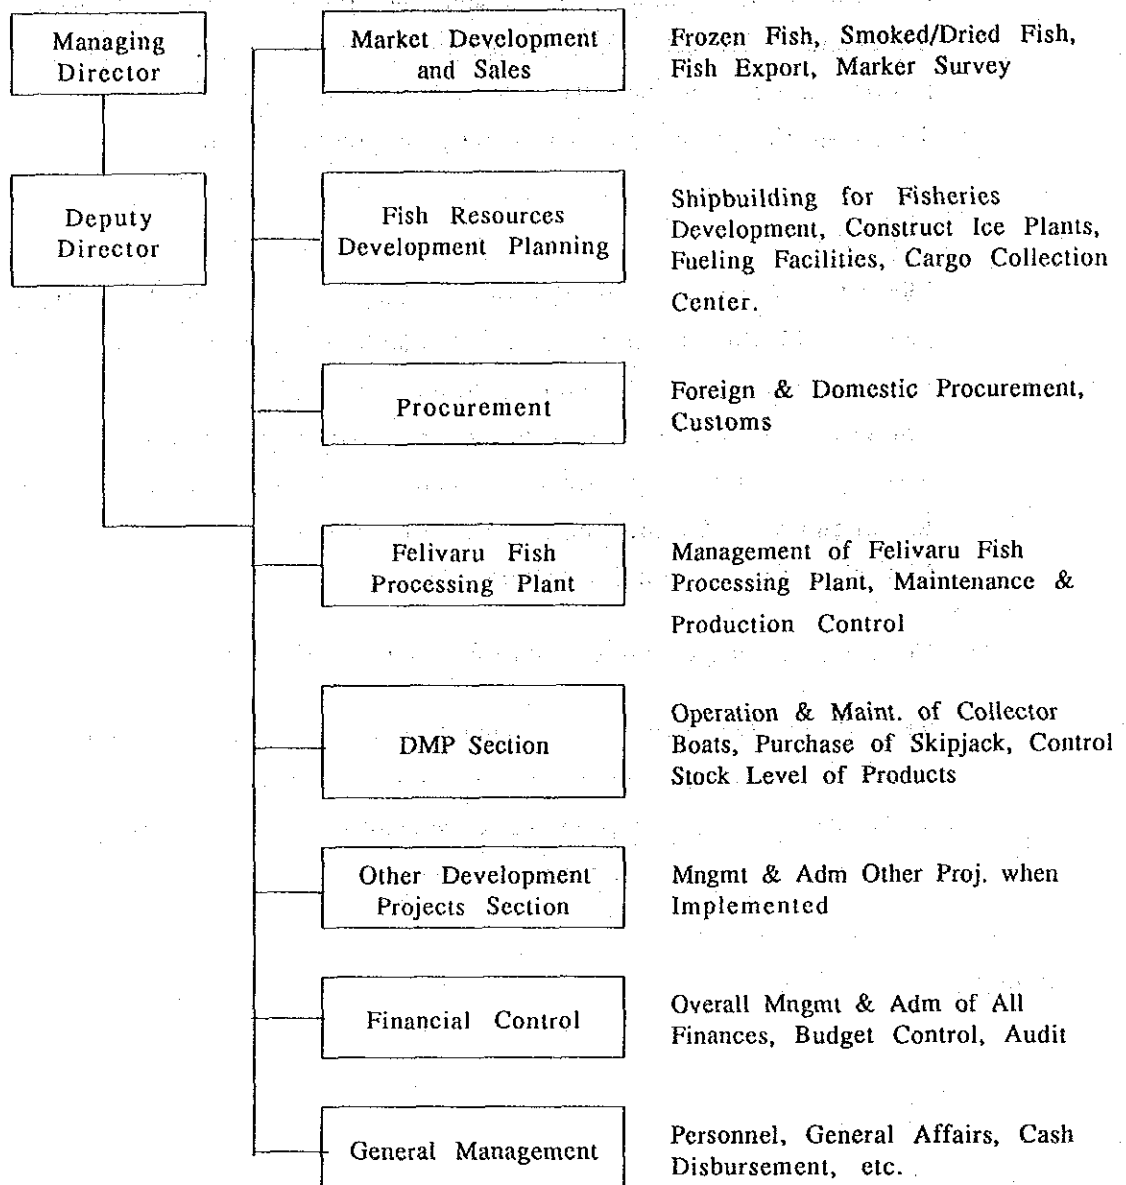 Managing
Director
Deputy
Director
Market Development
and Sales
Frozen Fish, Smoked/Dried Fish,
Fish Export, Marker Survey
Fish Resources
Development Planning
Shipbuilding for Fisheries
Development, Construct Ice Plants,
Fueling Facilities, Cargo Collection
Center.
Procurement
Foreign & Domestic Procurement,
Customs
Felivaru Fish
Processing Plant
Management of Felivaru Fish
Processing Plant, Maintenance &
Production Control
DMP Section
Operation & Maint. of Collector
Boats, Purchase of Skipjack, Control
Stock Level of Products
Other Development
Projects Section
Mngmt & Adm Other Proj. when
Implemented
Financial Control
Overall Mngmt & Adm of All
Finances, Budget Control, Audit
General Management
Personnel, General Affairs, Cash
Disbursement, etc.